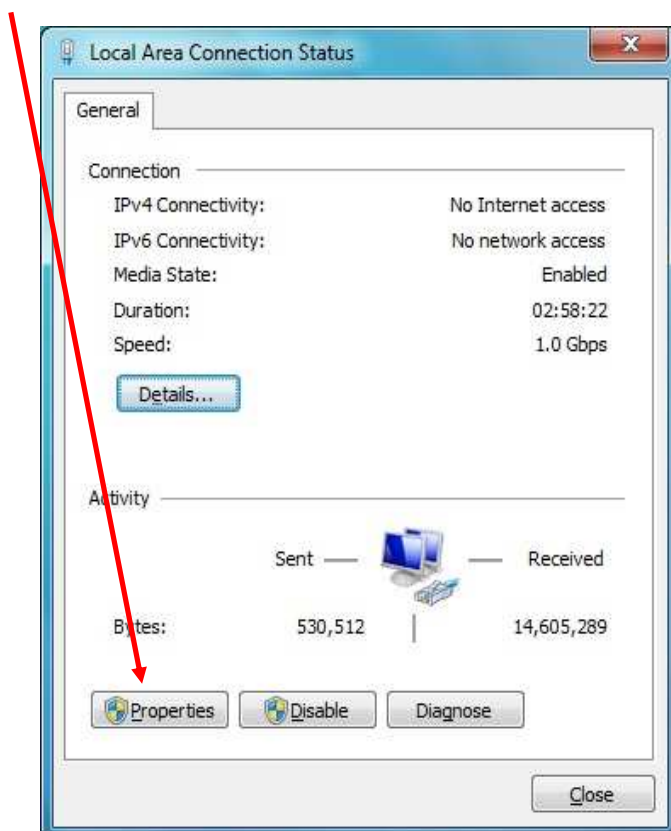 Local Area Connection Status
General
Connection
IPv4 Connectivity: No Internet access
IPv6 Connectivity: No network access
Media State: Enabled
Duration: 02:58:22
Speed: 1.0 Gbps
Details...
Activity
Sent Received
Bytes: 530,512 14,605,289
Properties Disable Diagnose
Close